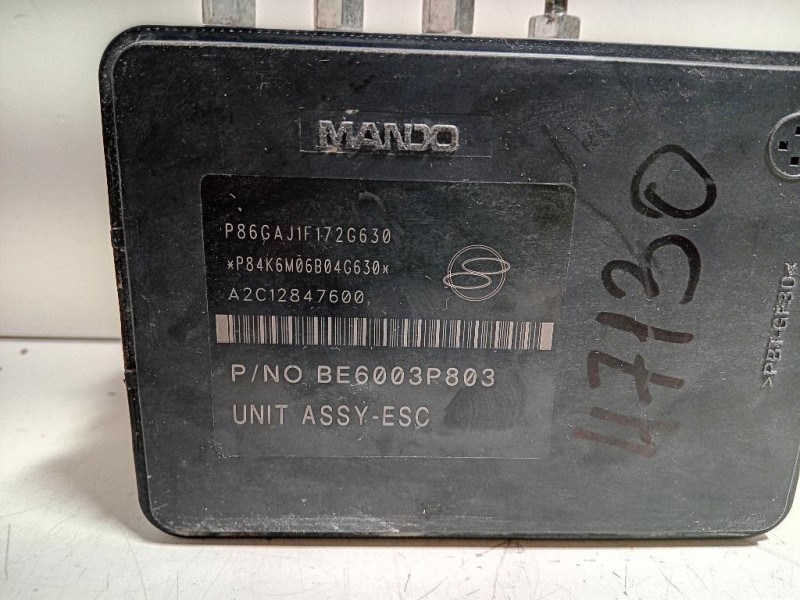 MANDO
P86GAJ1F172G630
*P84K6M06B04G630*
A2C12847600
P/NO BE6003P803
UNIT ASSY-ESC
47130
>PBT-GF30<